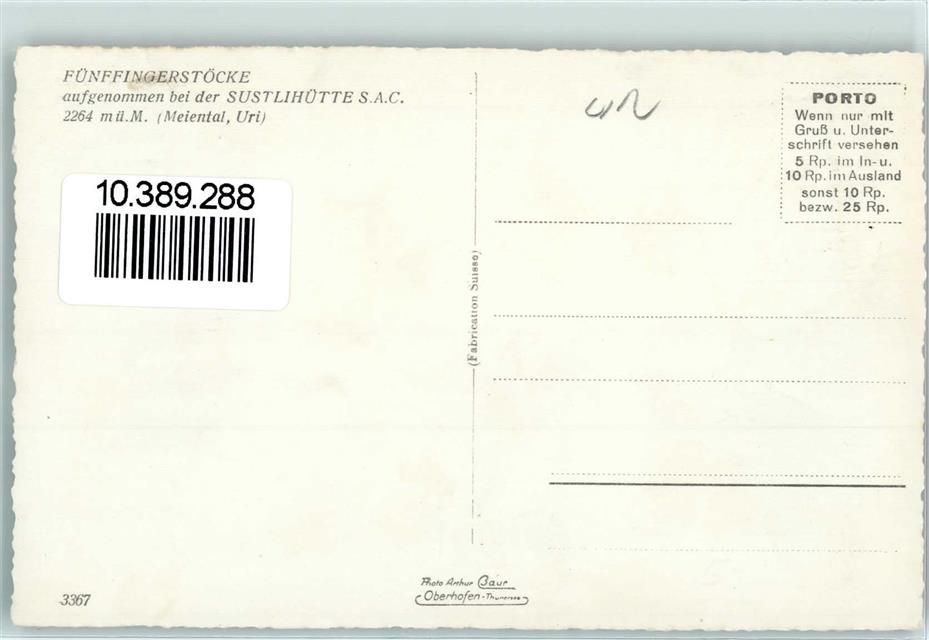 FÜNFFINGERSTÖCKE
aufgenommen bei der SUSTLIHÜTTE S.A.C.
2264 m ü.M. (Meiental, Uri)
10.389.288
PORTO
Wenn nur mit
Gruß u. Unter-
schrift versehen
5 Rp. im In- u.
10 Rp. im Ausland
sonst 10 Rp.
bezw. 25 Rp.
(Fabrication Suisse)
3367
Photo Arthur Baur
Oberhofen-Thunersee